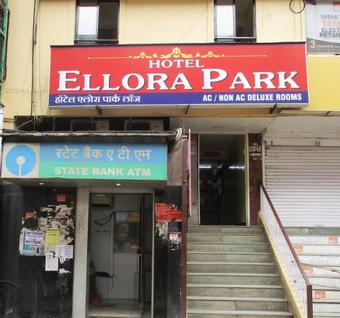 HOTEL
ELLORA PARK
हॉटेल एलोरा पार्क लॉज
AC / NON AC DELUXE ROOMS
स्टेट बैंक ए टी एम
STATE BANK ATM